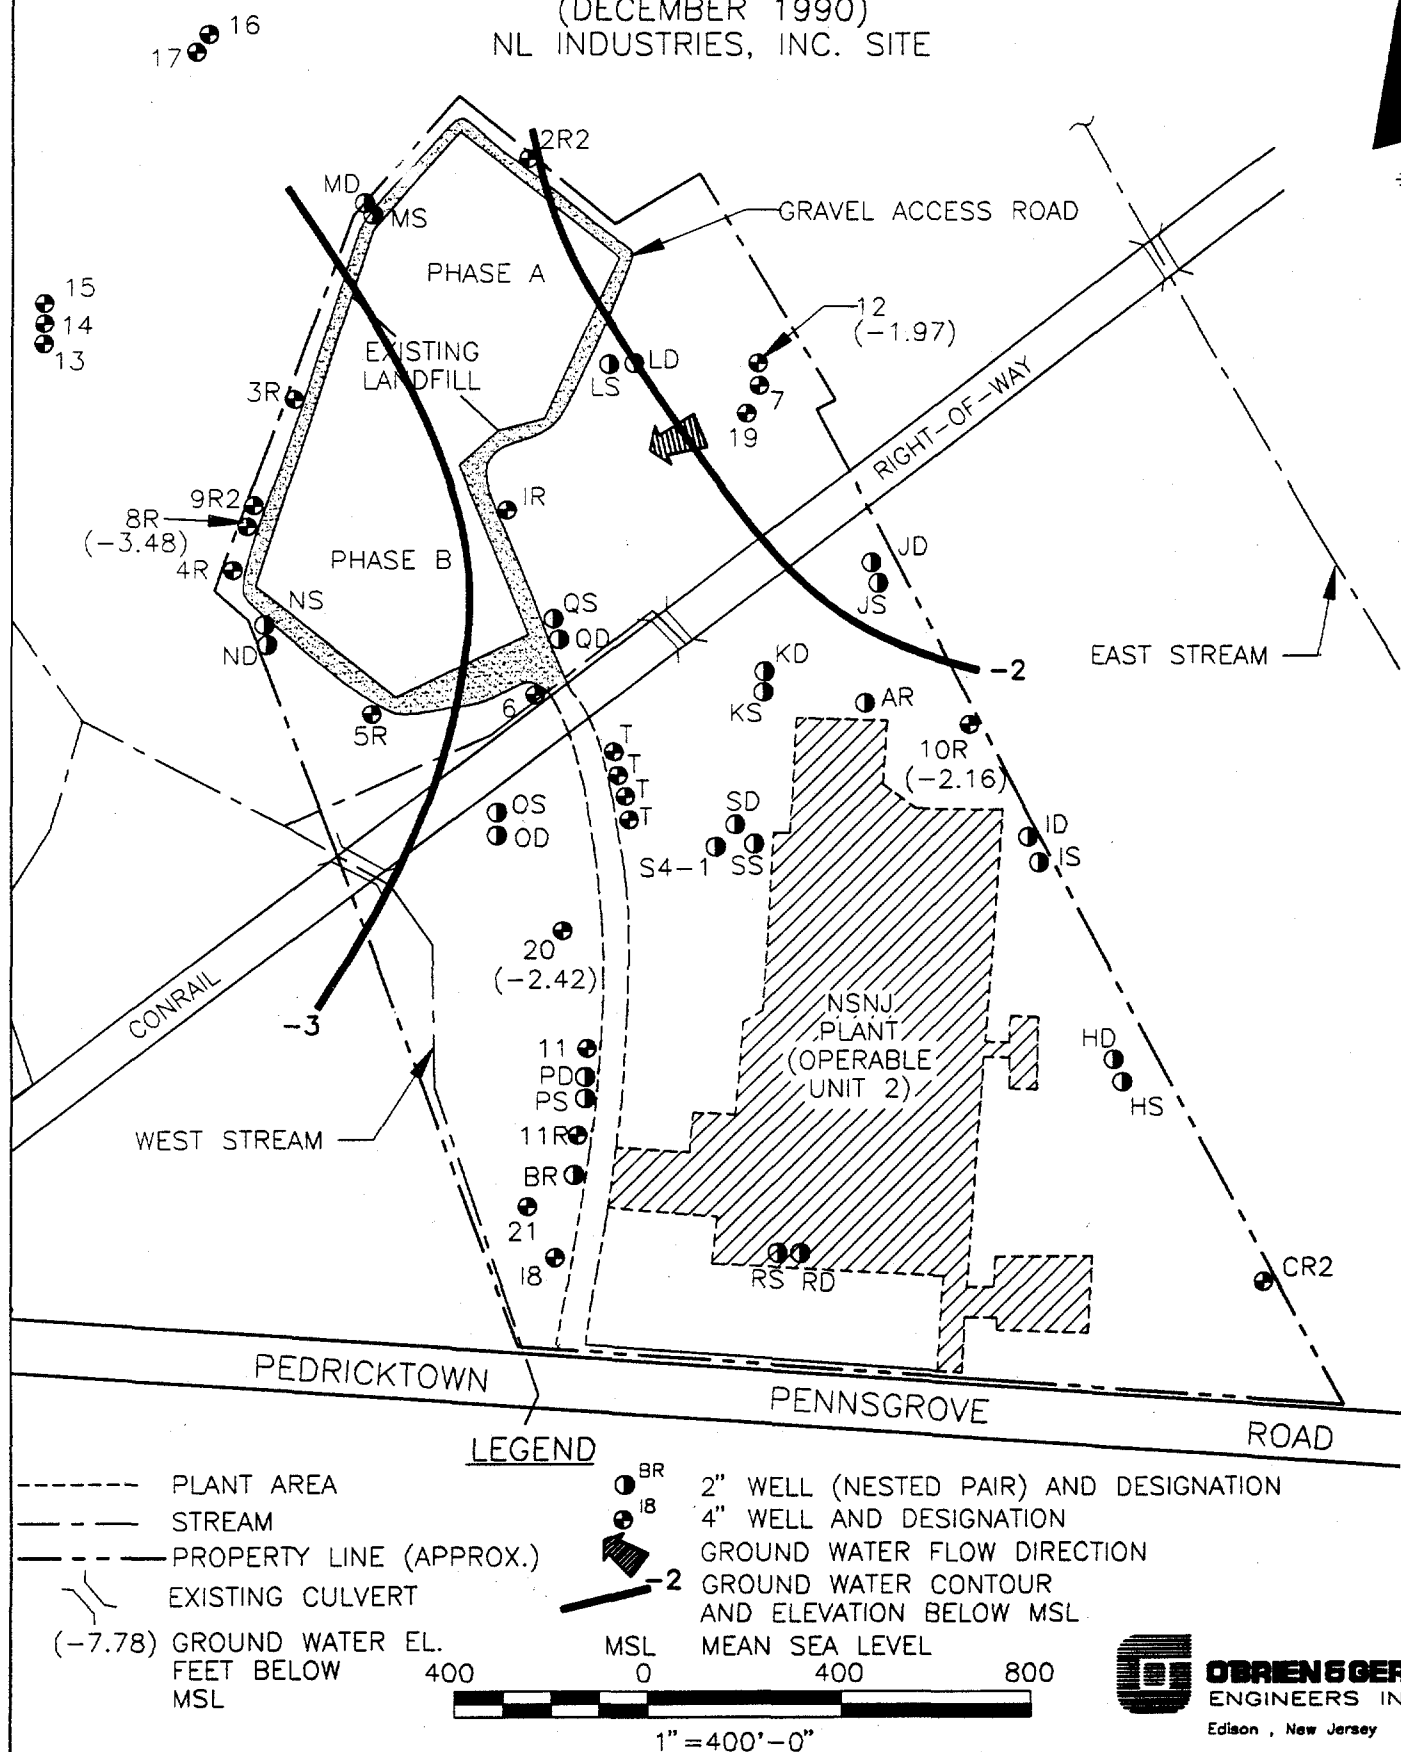 (DECEMBER 1990)
NL INDUSTRIES, INC. SITE
16
17
2R2
MD
MS
GRAVEL ACCESS ROAD
PHASE A
15
14
13
12
(-1.97)
EXISTING
LANDFILL
LS
LD
7
19
3R
RIGHT-OF-WAY
9R2
8R
(-3.48)
4R
IR
PHASE B
JD
JS
NS
ND
QS
QD
KD
KS
-2
EAST STREAM
6
5R
AR
10R
(-2.16)
T
T
T
T
OS
OD
SD
S4-1
SS
ID
IS
20
(-2.42)
CONRAIL
-3
NSNJ
PLANT
(OPERABLE
UNIT 2)
11
PD
PS
HD
HS
WEST STREAM
11R
BR
21
I8
RS
RD
CR2
PEDRICKTOWN
PENNSGROVE
ROAD
LEGEND
PLANT AREA
STREAM
PROPERTY LINE (APPROX.)
EXISTING CULVERT
(-7.78) GROUND WATER EL.
FEET BELOW
MSL
BR
2" WELL (NESTED PAIR) AND DESIGNATION
I8
4" WELL AND DESIGNATION
GROUND WATER FLOW DIRECTION
-2
GROUND WATER CONTOUR
AND ELEVATION BELOW MSL
MSL MEAN SEA LEVEL
400 0 400 800
1"=400'-0"
O'BRIEN & GER
ENGINEERS IN
Edison , New Jersey